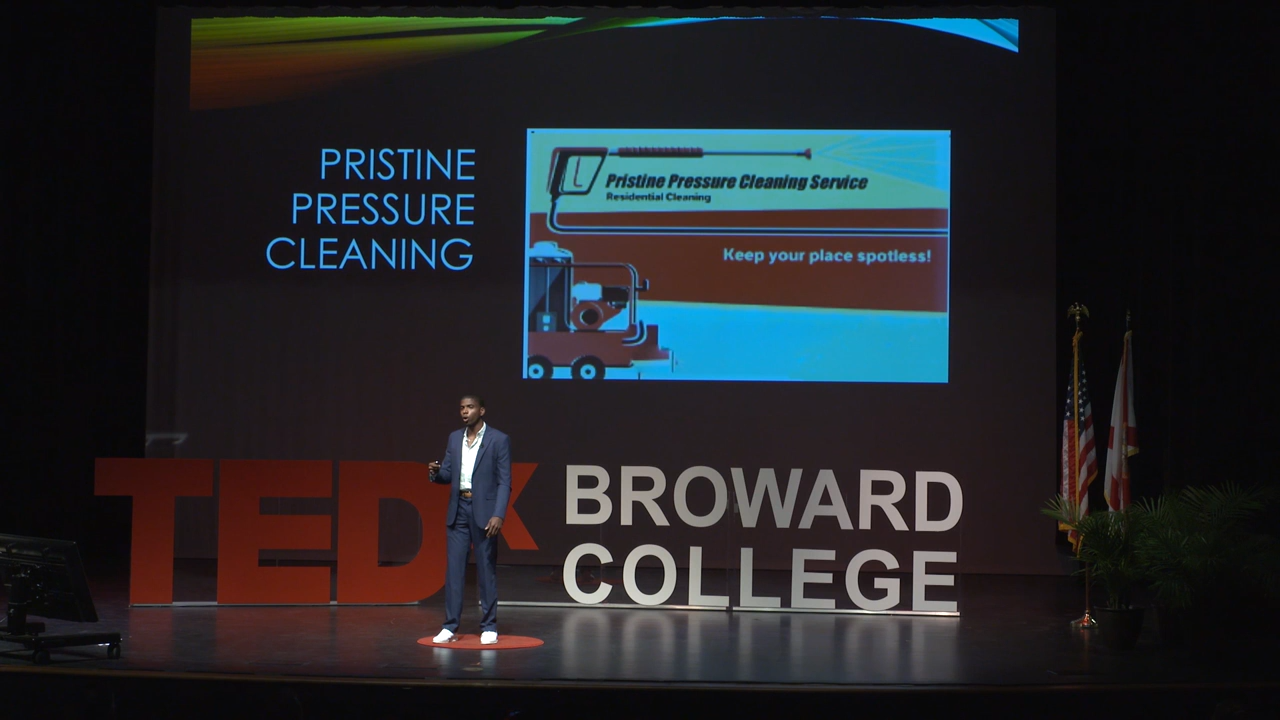 PRISTINE
PRESSURE
CLEANING
Pristine Pressure Cleaning Service
Residential Cleaning
Keep your place spotless!
TEDx
BROWARD
COLLEGE